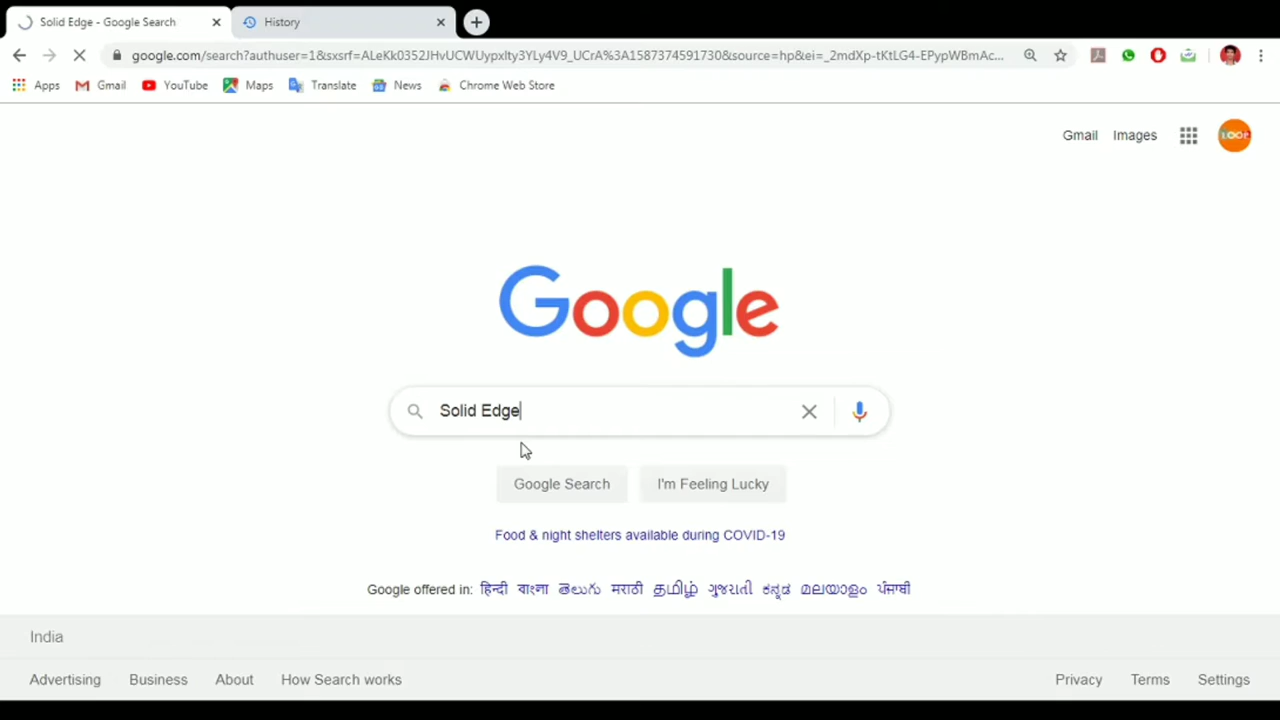 Solid Edge - Google Search
History
google.com/search?authuser=1&sxsrf=ALeKk0352JHvUCWUypxIty3YLy4V9_UCrA%3A1587374591730&source=hp&ei=_2mdXp-tKtLG4-EPypWBmAc...
Apps Gmail YouTube Maps Translate News Chrome Web Store
Gmail Images
LOOP
Google
Solid Edge
Google Search I'm Feeling Lucky
Food & night shelters available during COVID-19
Google offered in: हिन्दी বাংলা తెలుగు मराठी தமிழ் ગુજરાતી ಕನ್ನಡ മലയാളം ਪੰਜਾਬੀ
India
Advertising Business About How Search works Privacy Terms Settings